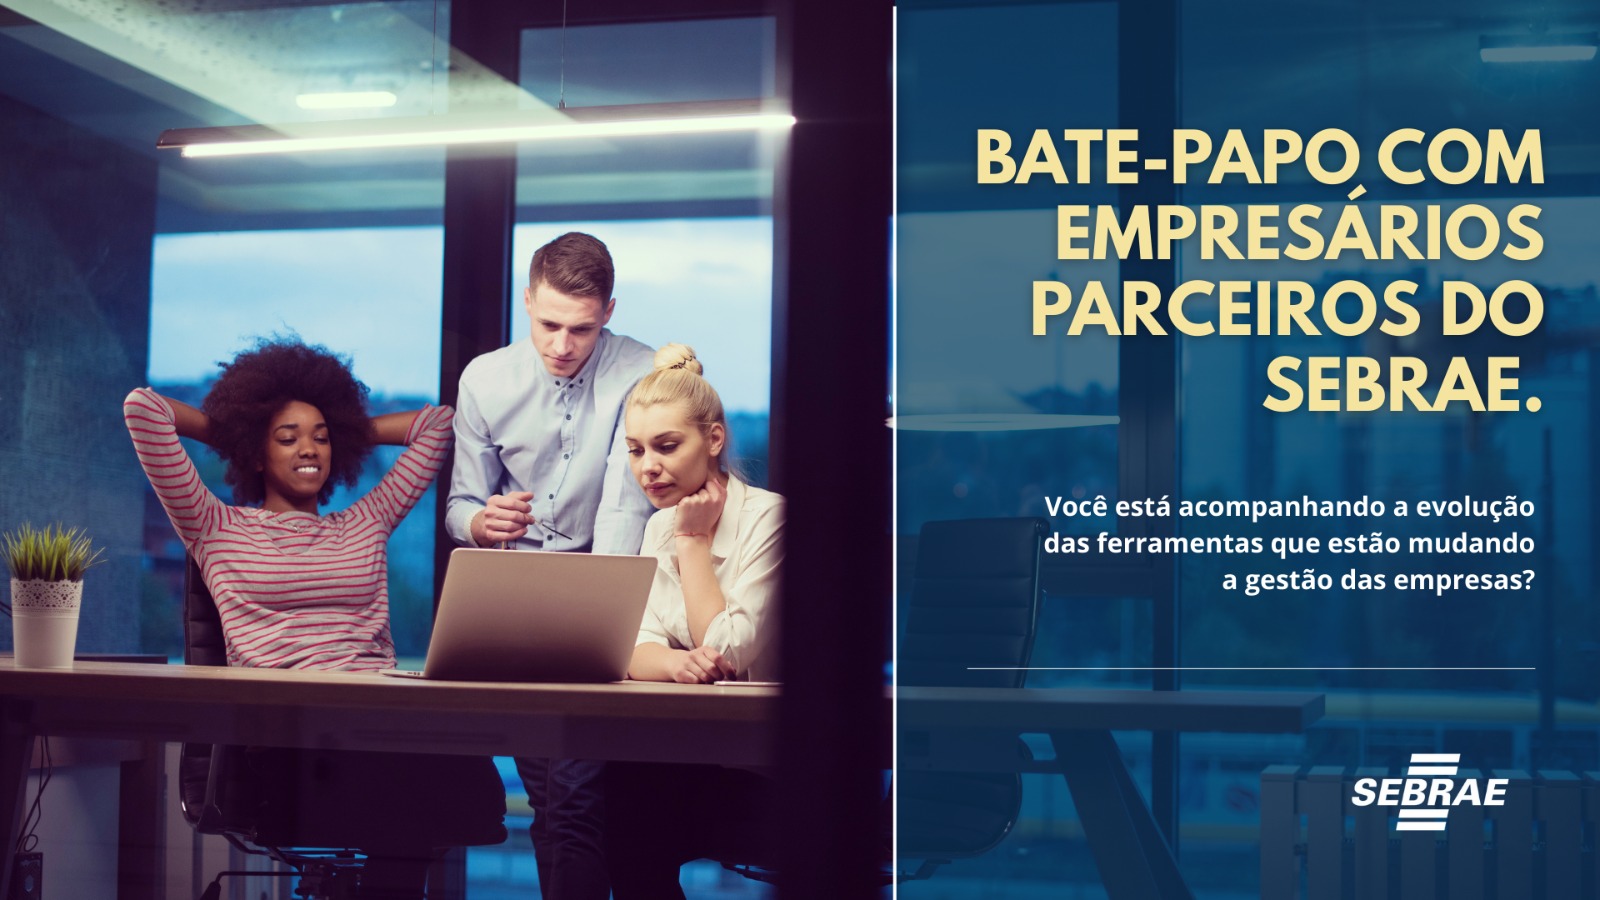 BATE-PAPO COM
EMPRESÁRIOS
PARCEIROS DO
SEBRAE.
Você está acompanhando a evolução
das ferramentas que estão mudando
a gestão das empresas?
SEBRAE